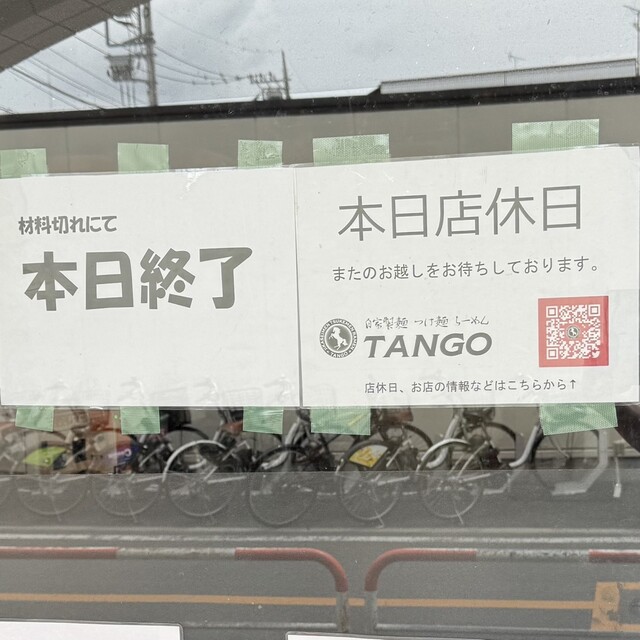 材料切れにて
本日終了
本日店休日
またのお越しをお待ちしております。
自家製麺 つけ麺 らーめん
TANGO
店休日、お店の情報などはこちらから↑